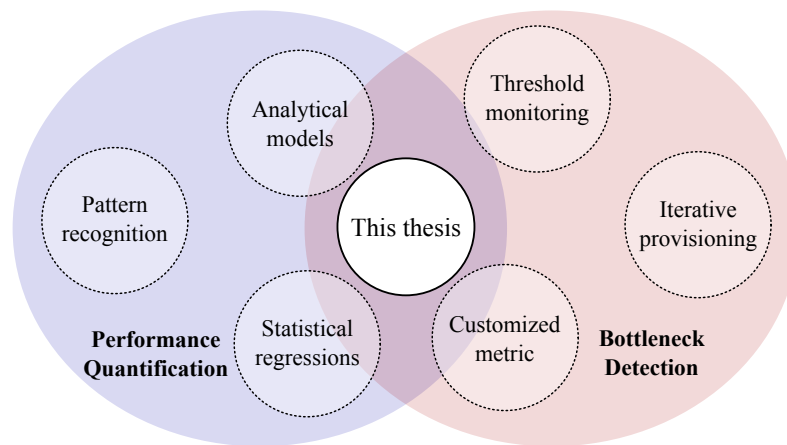 Threshold
monitoring
Analytical
models
Pattern
recognition
This thesis
Iterative
provisioning
Performance
Quantification
Statistical
regressions
Customized
metric
Bottleneck
Detection